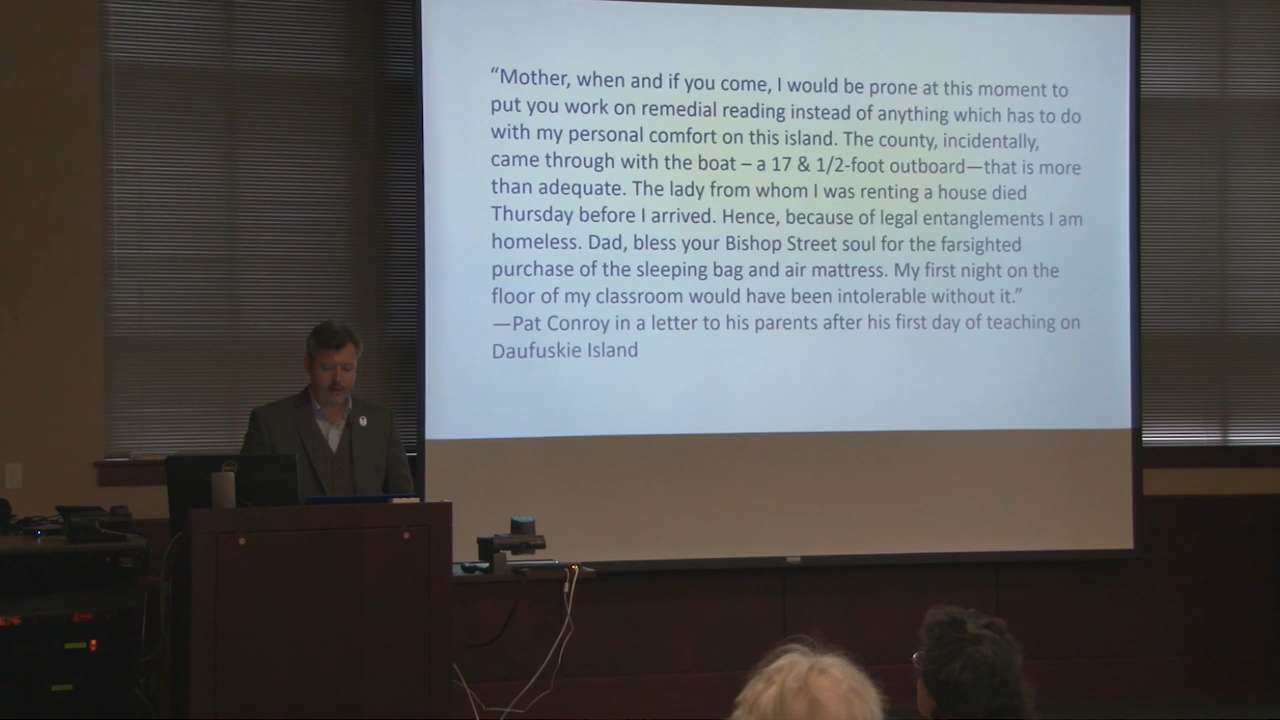 “Mother, when and if you come, I would be prone at this moment to
put you work on remedial reading instead of anything which has to do
with my personal comfort on this island. The county, incidentally,
came through with the boat – a 17 & 1/2-foot outboard—that is more
than adequate. The lady from whom I was renting a house died
Thursday before I arrived. Hence, because of legal entanglements I am
homeless. Dad, bless your Bishop Street soul for the farsighted
purchase of the sleeping bag and air mattress. My first night on the
floor of my classroom would have been intolerable without it.”
—Pat Conroy in a letter to his parents after his first day of teaching on
Daufuskie Island